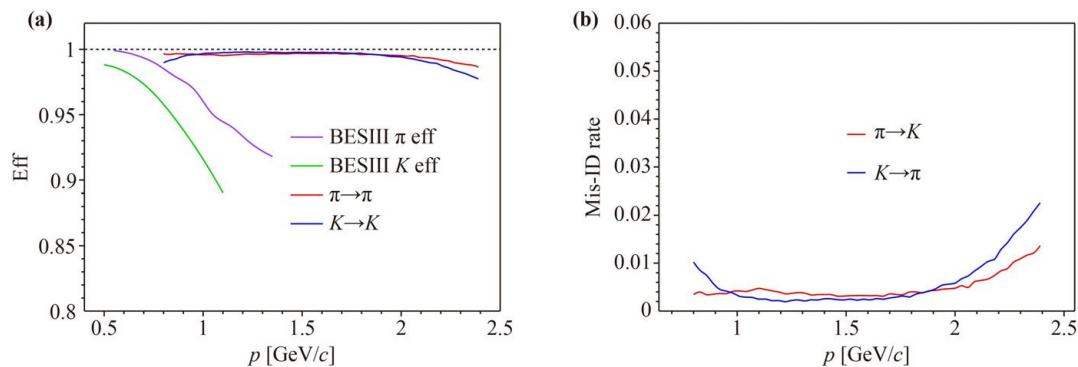 (a)
Eff
1
0.95
0.9
0.85
0.8
BESIII π eff
BESIII K eff
π→π
K→K
0.5
1
1.5
2
2.5
p [GeV/c]
(b)
Mis-ID rate
0.06
0.05
0.04
0.03
0.02
0.01
0
π→K
K→π
1
1.5
2
2.5
p [GeV/c]